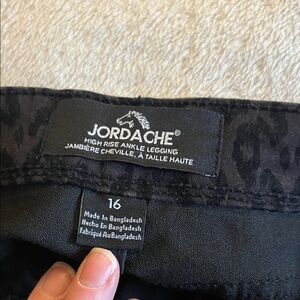 JORDACHE®
HIGH RISE ANKLE LEGGING
JAMBIÈRE CHEVILLE, À TAILLE HAUTE
16
Made In Bangladesh
Hecho En Bangladesh
Fabriqué Au Bangladesh